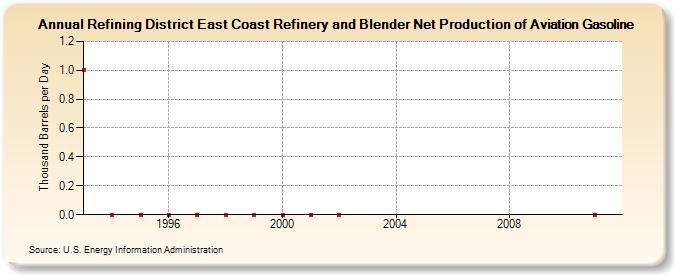 Annual Refining District East Coast Refinery and Blender Net Production of Aviation Gasoline
Thousand Barrels per Day
1.2
1.0
0.8
0.6
0.4
0.2
0.0
1996 2000 2004 2008
Source: U.S. Energy Information Administration